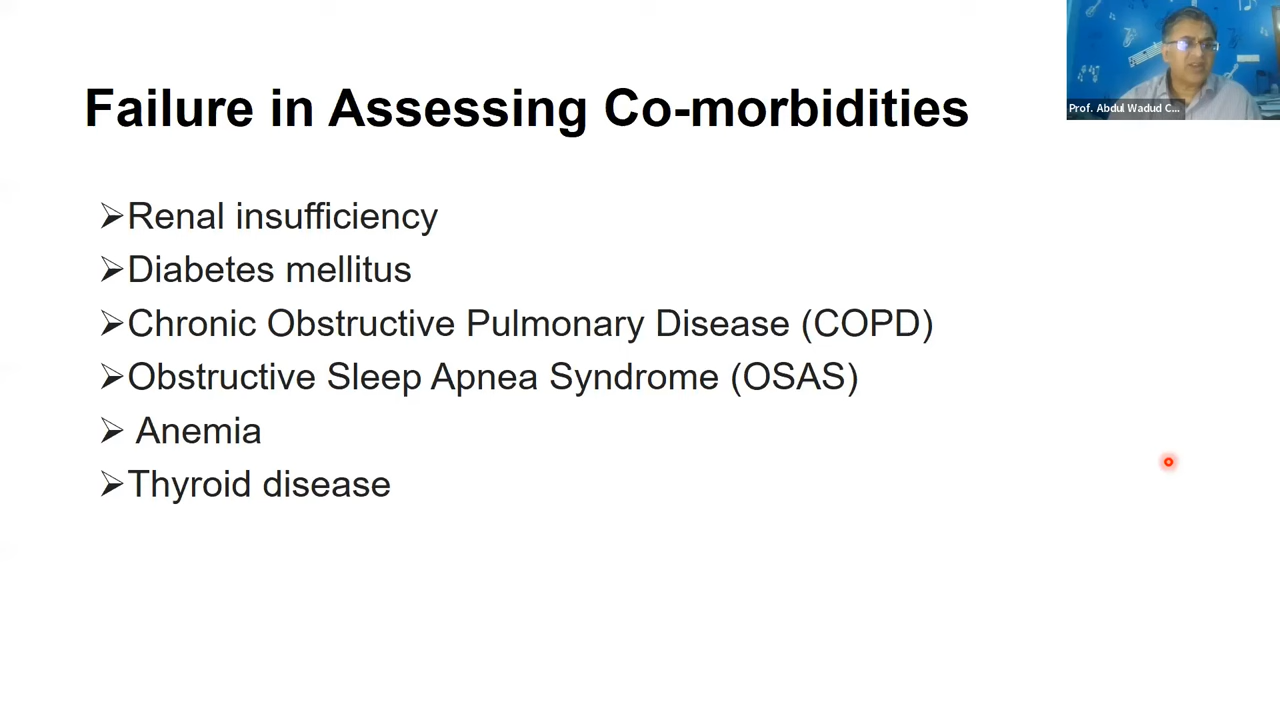 Failure in Assessing Co-morbidities
Prof. Abdul Wadud C...
➢Renal insufficiency
➢Diabetes mellitus
➢Chronic Obstructive Pulmonary Disease (COPD)
➢Obstructive Sleep Apnea Syndrome (OSAS)
➢ Anemia
➢Thyroid disease